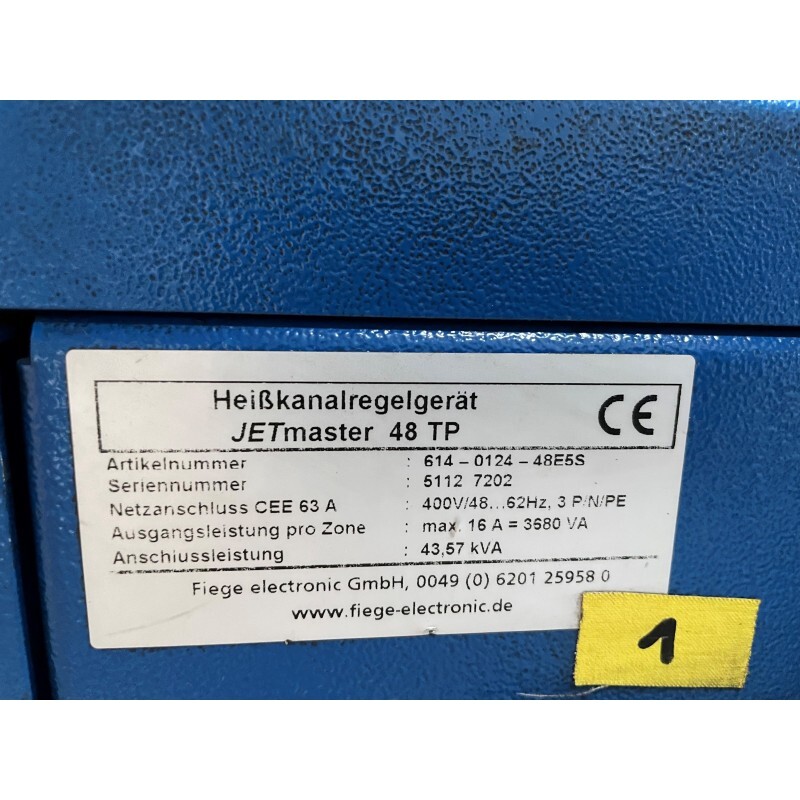 Heißkanalregelgerät
JETmaster 48 TP
CE
Artikelnummer : 614 - 0124 - 48E5S
Seriennummer : 5112 7202
Netzanschluss CEE 63 A : 400V/48...62Hz, 3 P/N/PE
Ausgangsleistung pro Zone : max. 16 A = 3680 VA
Anschlussleistung : 43,57 kVA
Fiege electronic GmbH, 0049 (0) 6201 25958 0
www.fiege-electronic.de
1